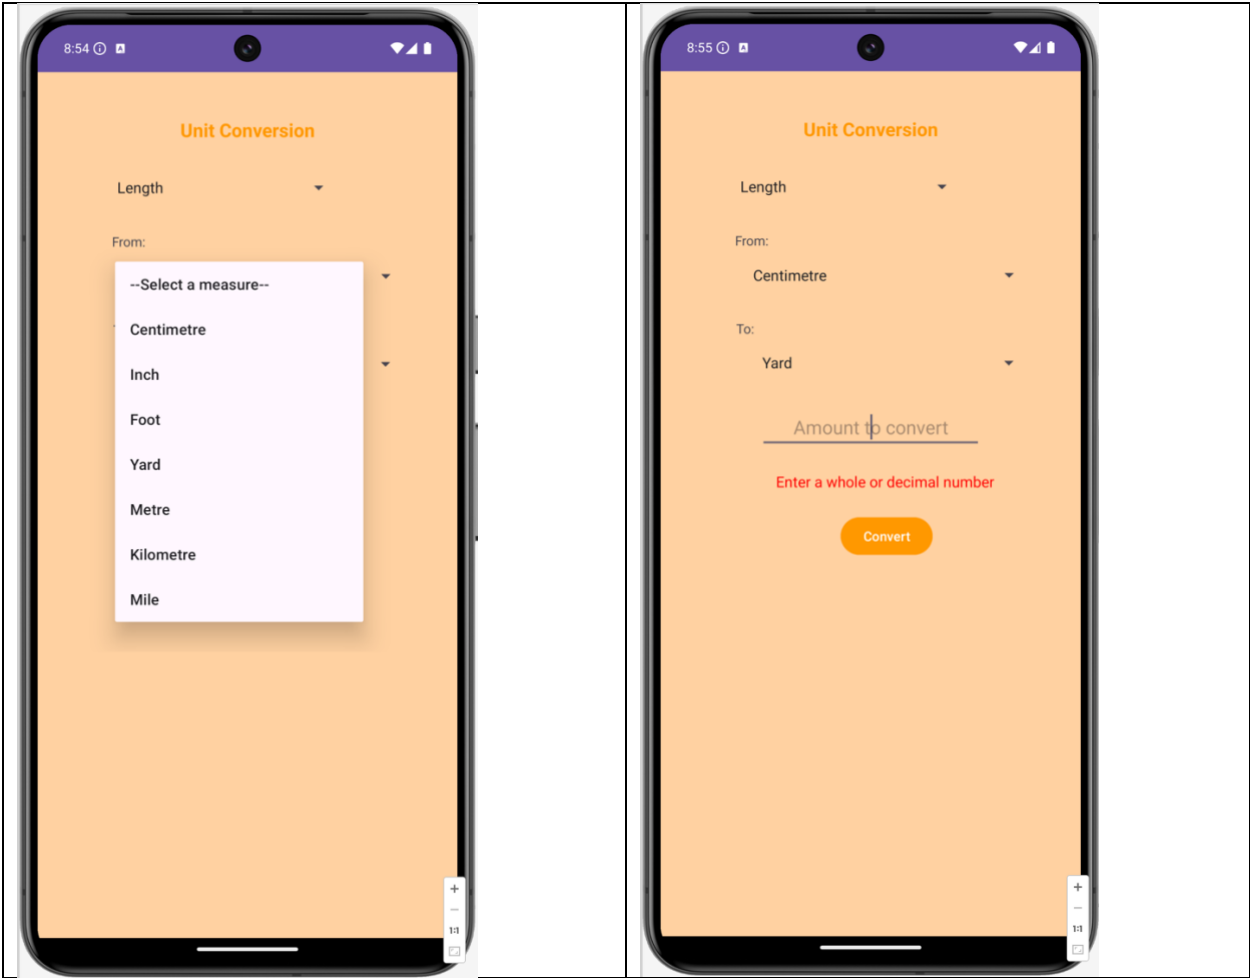 8:54
Unit Conversion
Length
From:
--Select a measure--
Centimetre
Inch
Foot
Yard
Metre
Kilometre
Mile
+
−
1:1
8:55
Unit Conversion
Length
From:
Centimetre
To:
Yard
Amount to convert
Enter a whole or decimal number
Convert
+
−
1:1